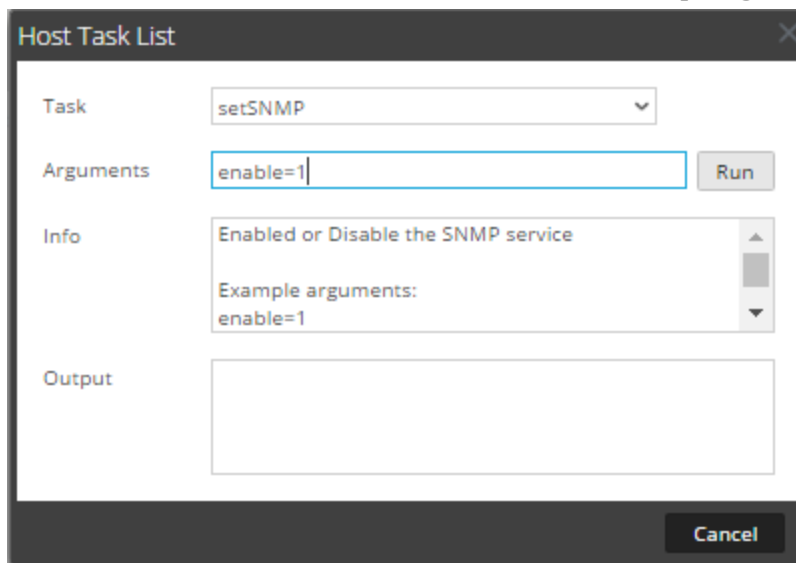 Host Task List
Task
setSNMP
Arguments
enable=1
Run
Info
Enabled or Disable the SNMP service
Example arguments:
enable=1
Output
Cancel